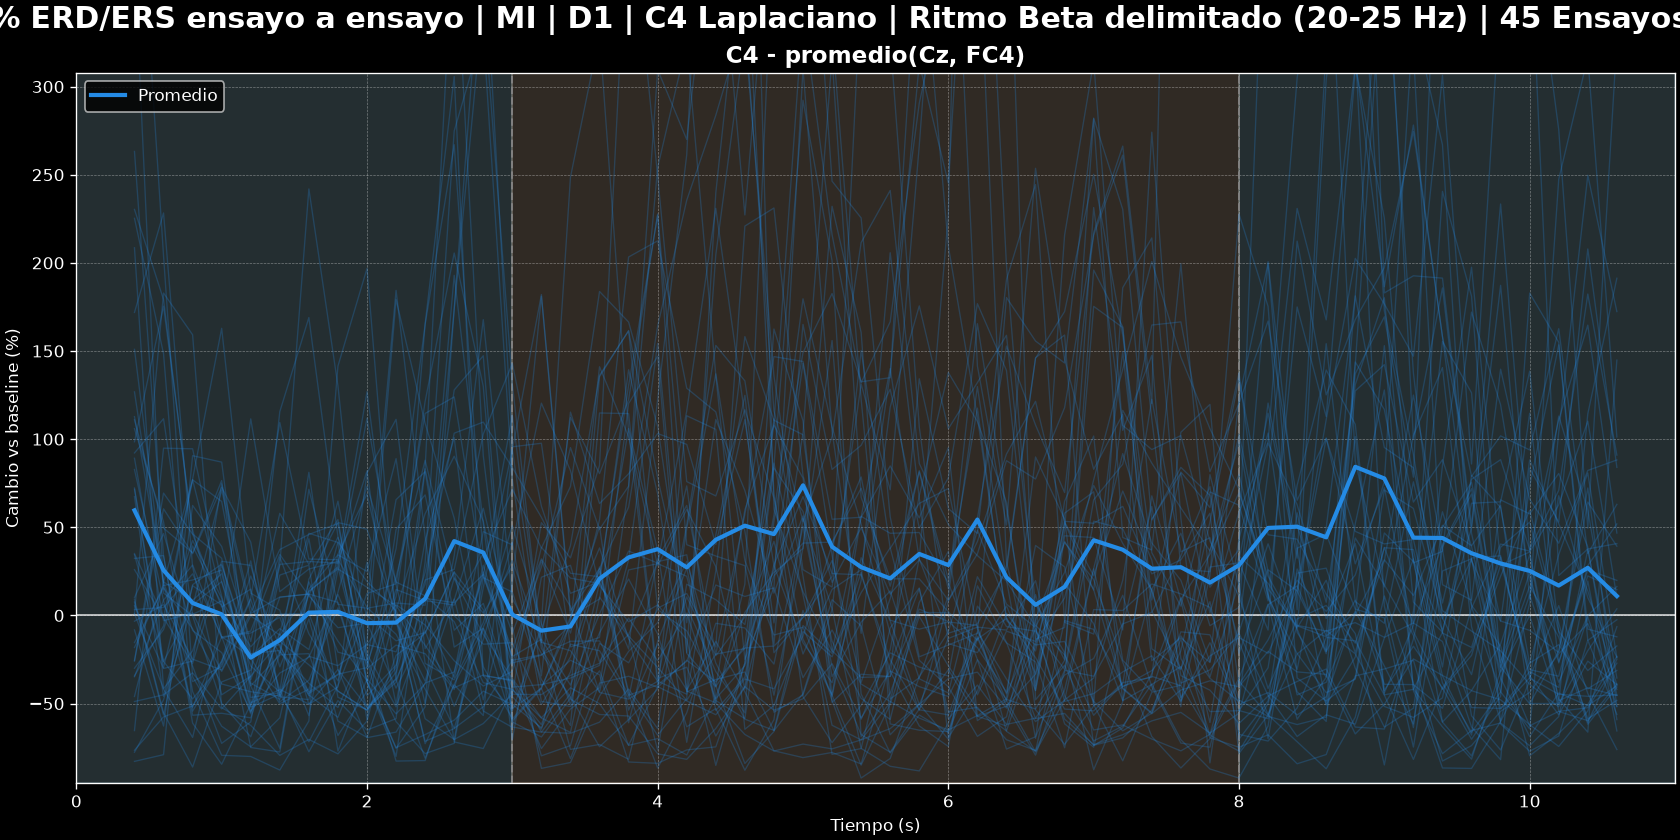 % ERD/ERS ensayo a ensayo | MI | D1 | C4 Laplaciano | Ritmo Beta delimitado (20-25 Hz) | 45 Ensayos
C4 - promedio(Cz, FC4)
Promedio
Cambio vs baseline (%)
300
250
200
150
100
50
0
−50
0 2 4 6 8 10
Tiempo (s)